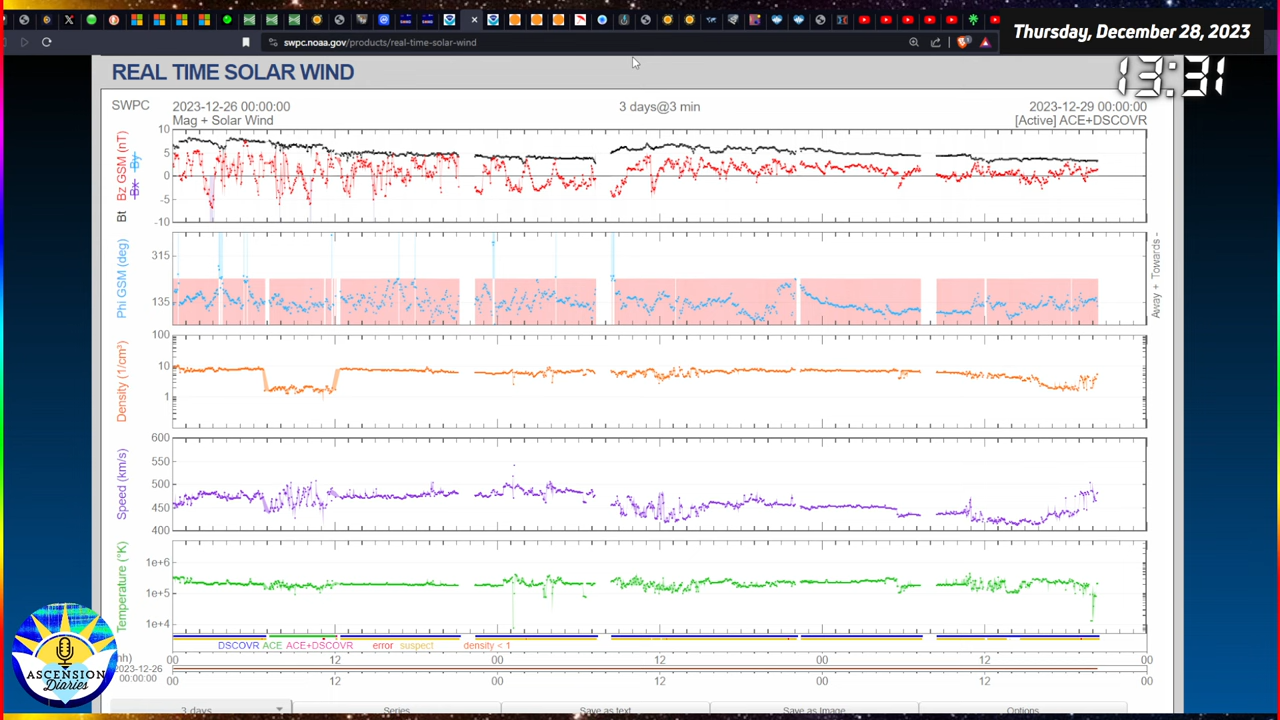 swpc.noaa.gov/products/real-time-solar-wind
Thursday, December 28, 2023
13:31
REAL TIME SOLAR WIND
SWPC
2023-12-26 00:00:00
3 days@3 min
2023-12-29 00:00:00
Mag + Solar Wind
[Active] ACE+DSCOVR
Bt Bz GSM (nT)
Bx By
10
5
0
-5
-10
Phi GSM (deg)
315
135
Away + Towards -
Density (1/cm³)
100
10
1
Speed (km/s)
600
550
500
450
400
Temperature (°K)
1e+6
1e+5
1e+4
DSCOVR ACE ACE+DSCOVR error suspect density < 1
00 12 00 12 00 12 00
2023-12-26
00:00:00
00 12 00 12 00 12 00
3 days Series Save as text Save as Image Options
ASCENSION
Diaries